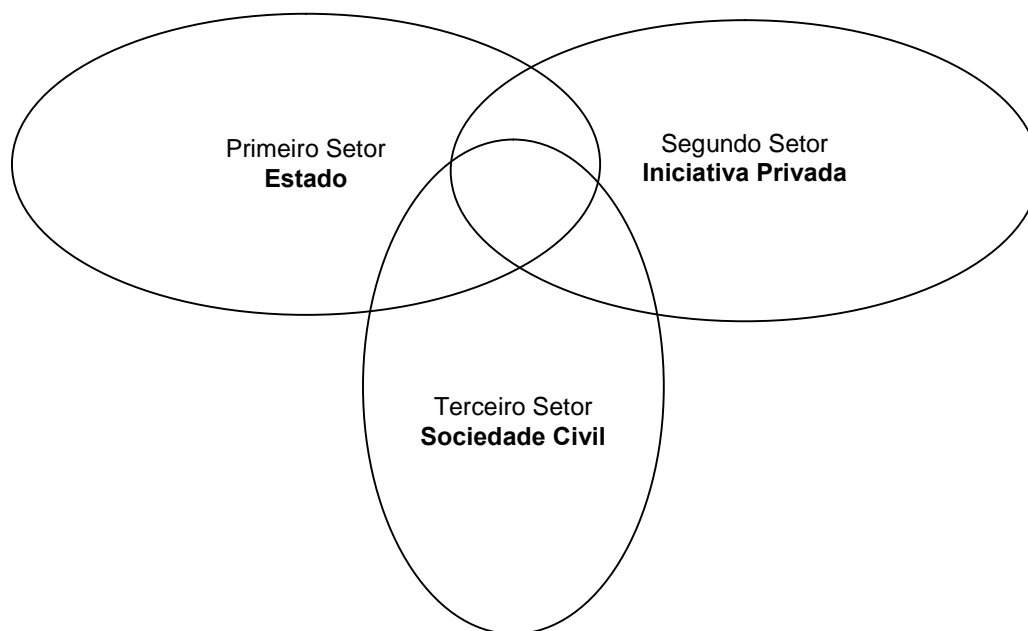 Primeiro Setor
Estado
Segundo Setor
Iniciativa Privada
Terceiro Setor
Sociedade Civil